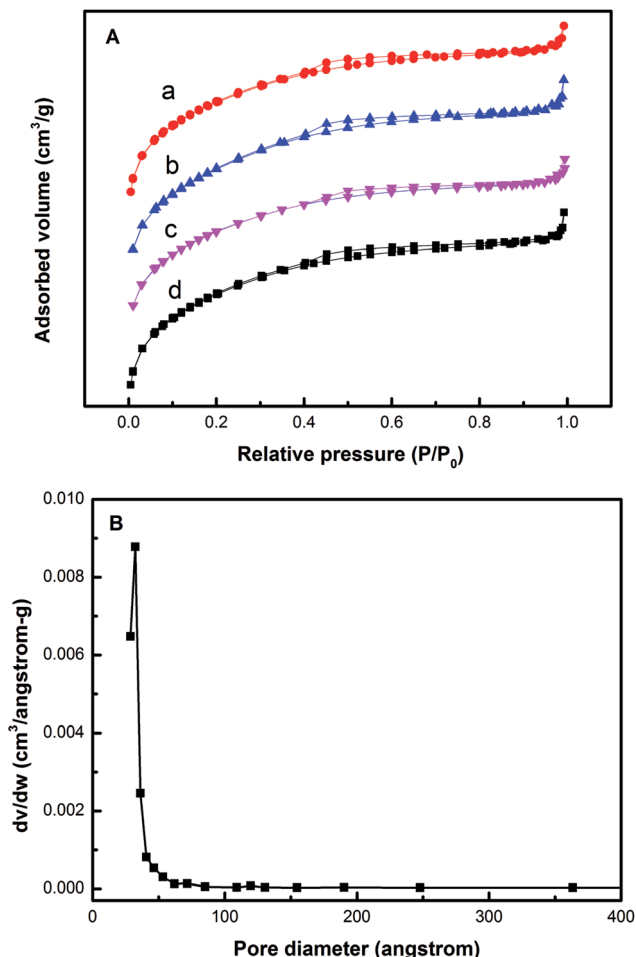 A
a
b
c
d
Adsorbed volume (cm³/g)
0.0 0.2 0.4 0.6 0.8 1.0
Relative pressure (P/P₀)
B
0.010
0.008
0.006
0.004
0.002
0.000
dv/dw (cm³/angstrom-g)
0 100 200 300 400
Pore diameter (angstrom)